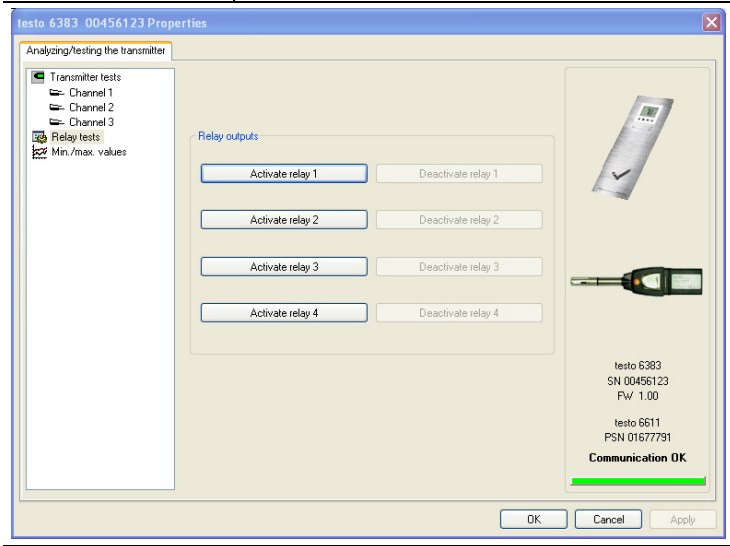 testo 6383 00456123 Properties
Analyzing/testing the transmitter
Transmitter tests
Channel 1
Channel 2
Channel 3
Relay tests
Min./max. values
Relay outputs
Activate relay 1
Deactivate relay 1
Activate relay 2
Deactivate relay 2
Activate relay 3
Deactivate relay 3
Activate relay 4
Deactivate relay 4
testo 6383
SN 00456123
FW 1.00
testo 6611
PSN 01677791
Communication OK
OK
Cancel
Apply